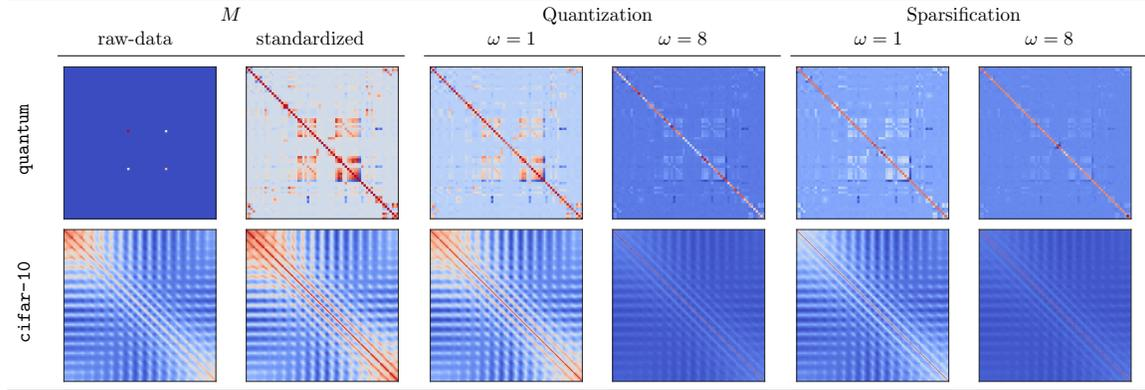 M Quantization Sparsification
raw-data standardized ω = 1 ω = 8 ω = 1 ω = 8
quantum
cifar-10